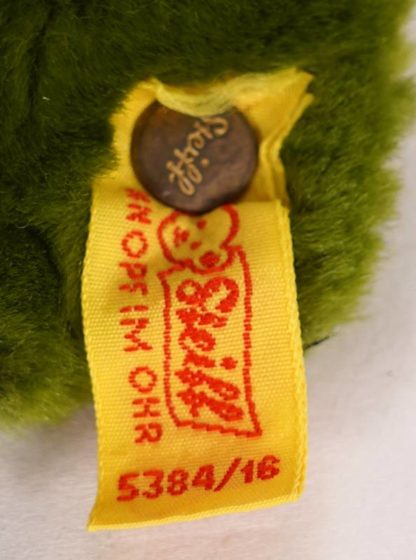 Steiff
Steiff
KNOPF IM OHR
5384/16